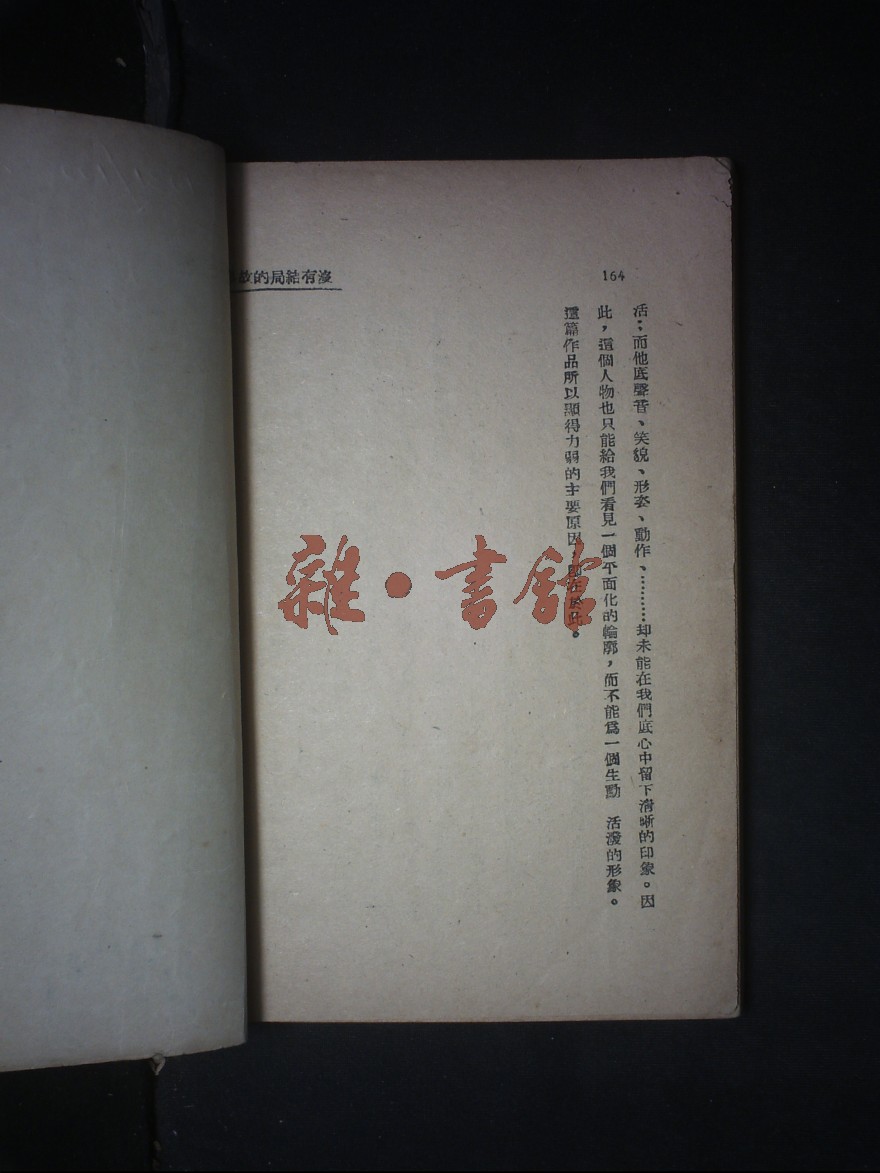 164
沒有結局的故
活；而他底聲音、笑貌、形姿、動作、…………却未能在我們底心中留下清晰的印象。因
此，這個人物也只能給我們看見一個平面化的輪廓，而不能爲一個生動　活潑的形象。
這篇作品所以顯得力弱的主要原因，即在於此。
雜·書館